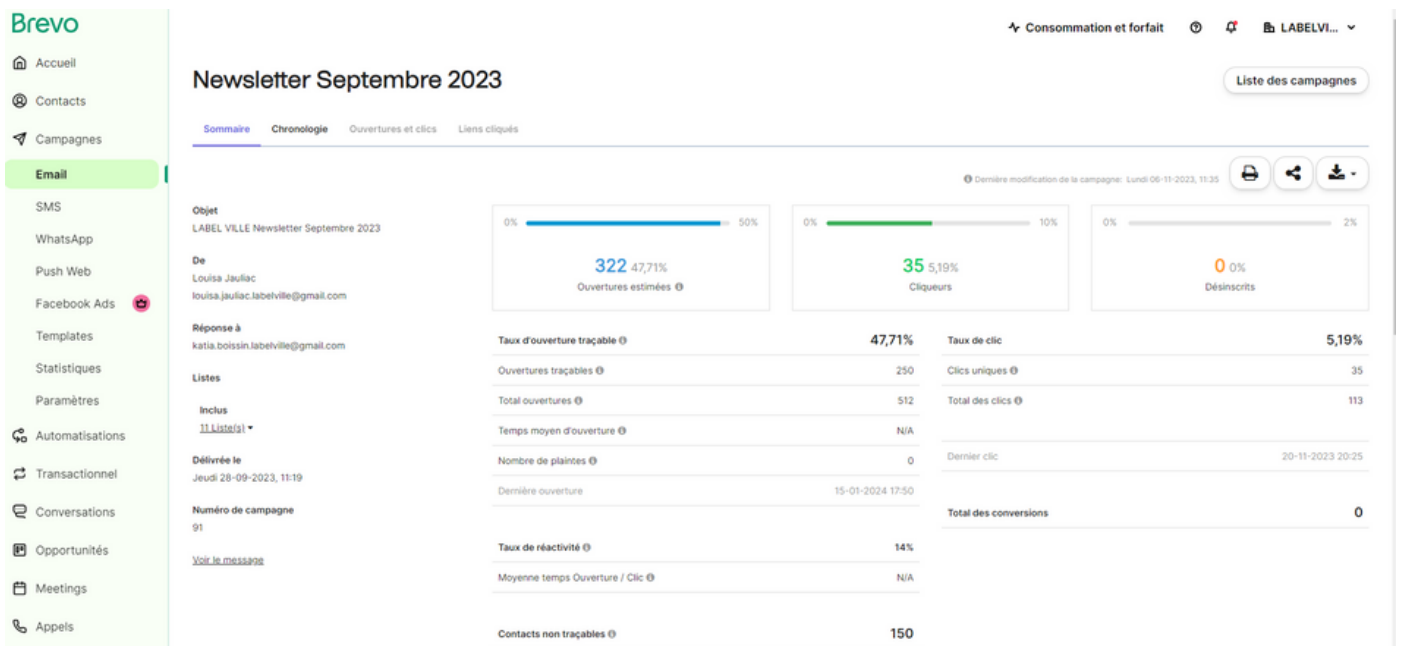 Brevo
Consommation et forfait
LABELVI...
Accueil
Contacts
Campagnes
Email
SMS
WhatsApp
Push Web
Facebook Ads
Templates
Statistiques
Paramètres
Automatisations
Transactionnel
Conversations
Opportunités
Meetings
Appels
Newsletter Septembre 2023
Liste des campagnes
Sommaire Chronologie Ouvertures et clics Liens cliqués
Dernière modification de la campagne: Lundi 06-11-2023, 11:35
Objet
LABEL VILLE Newsletter Septembre 2023
De
Louisa Jauliac
louisa.jauliac.labelville@gmail.com
Réponse à
katia.boissin.labelville@gmail.com
Listes
Inclus
11 Liste(s)
Délivrée le
Jeudi 28-09-2023, 11:19
Numéro de campagne
91
Voir le message
0% 50%
322 47,71%
Ouvertures estimées
0% 10%
35 5,19%
Cliqueurs
0% 2%
0 0%
Désinscrits
Taux d'ouverture traçable 47,71%
Ouvertures traçables 250
Total ouvertures 512
Temps moyen d'ouverture N/A
Nombre de plaintes 0
Dernière ouverture 15-01-2024 17:50
Taux de réactivité 14%
Moyenne temps Ouverture / Clic N/A
Contacts non traçables 150
Taux de clic 5,19%
Clics uniques 35
Total des clics 113
Dernier clic 20-11-2023 20:25
Total des conversions 0